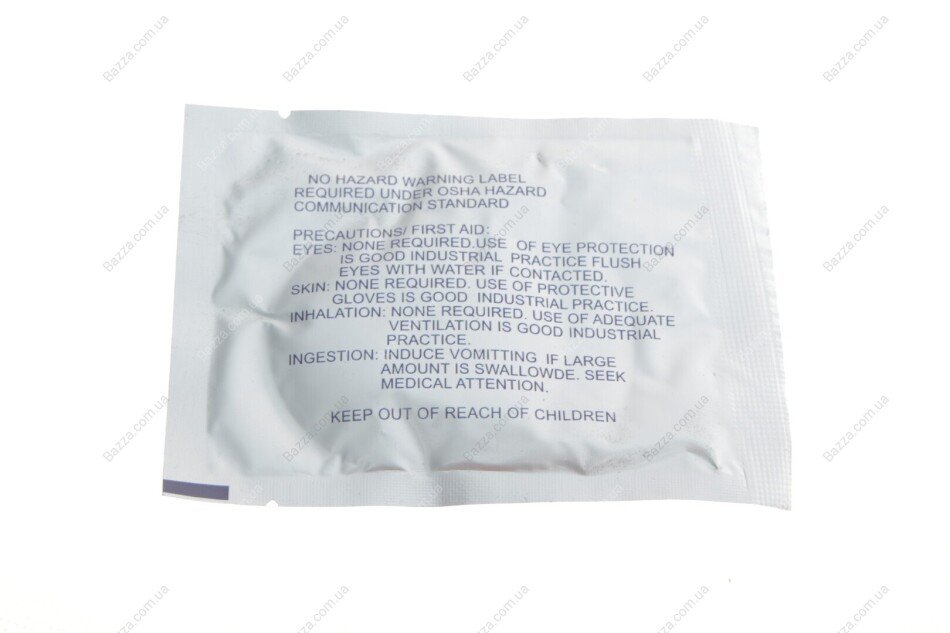 NO HAZARD WARNING LABEL
REQUIRED UNDER OSHA HAZARD
COMMUNICATION STANDARD
PRECAUTIONS/ FIRST AID:
EYES: NONE REQUIRED.USE OF EYE PROTECTION
IS GOOD INDUSTRIAL PRACTICE FLUSH
EYES WITH WATER IF CONTACTED.
SKIN: NONE REQUIRED. USE OF PROTECTIVE
GLOVES IS GOOD INDUSTRIAL PRACTICE.
INHALATION: NONE REQUIRED. USE OF ADEQUATE
VENTILATION IS GOOD INDUSTRIAL
PRACTICE.
INGESTION: INDUCE VOMITTING IF LARGE
AMOUNT IS SWALLOWDE. SEEK
MEDICAL ATTENTION.
KEEP OUT OF REACH OF CHILDREN
Bazza.com.ua